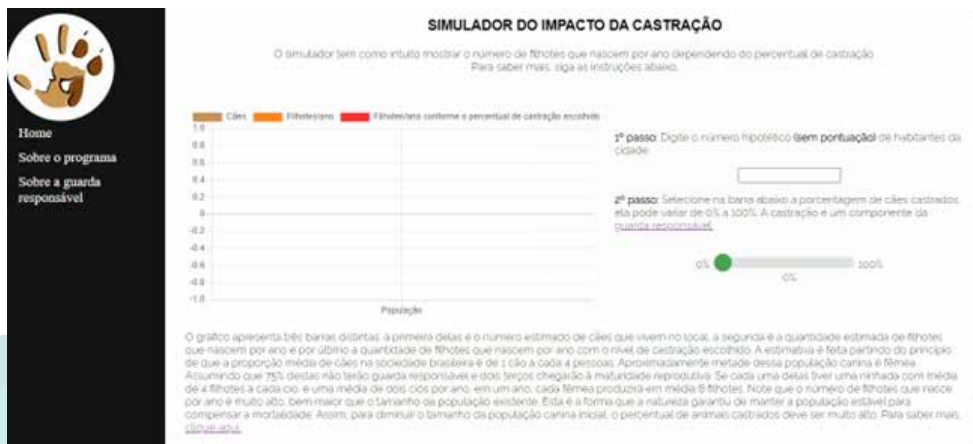 SIMULADOR DO IMPACTO DA CASTRAÇÃO
O simulador tem como intuito mostrar o número de filhotes que nascem por ano dependendo do percentual de castração.
Para saber mais, siga as instruções abaixo.
Home
Sobre o programa
Sobre a guarda
responsável
Cães Filhotes/ano Filhotes/ano conforme o percentual de castração escolhido
1.0
0.8
0.6
0.4
0.2
0
-0.2
-0.4
-0.6
-0.8
-1.0
População
1º passo: Digite o número hipotético (sem pontuação) de habitantes da
cidade:
2º passo: Selecione na barra abaixo a porcentagem de cães castrados,
ela pode variar de 0% a 100%. A castração é um componente da
guarda responsável.
0% 100%
0%
O gráfico apresenta três barras distintas, a primeira delas é o número estimado de cães que vivem no local, a segunda é a quantidade estimada de filhotes
que nascem por ano e por último a quantidade de filhotes que nascem por ano com o nível de castração escolhido. A estimativa é feita partindo do princípio
de que a proporção média de cães na sociedade brasileira é de 1 cão a cada 4 pessoas. Aproximadamente metade dessa população canina é fêmea.
Assumindo que 75% destas não terão guarda responsável e dois terços chegarão à maturidade reprodutiva. Se cada uma delas tiver uma ninhada com média
de 4 filhotes a cada cio, e uma média de dois cios por ano, em um ano, cada fêmea produzirá em média 8 filhotes. Note que o número de filhotes que nasce
por ano é muito alto, bem maior que o tamanho da população existente. Esta é a forma que a natureza garantiu de manter a população estável para
compensar a mortalidade. Assim, para diminuir o tamanho da população canina inicial, o percentual de animais castrados deve ser muito alto. Para saber mais,
clique aqui.